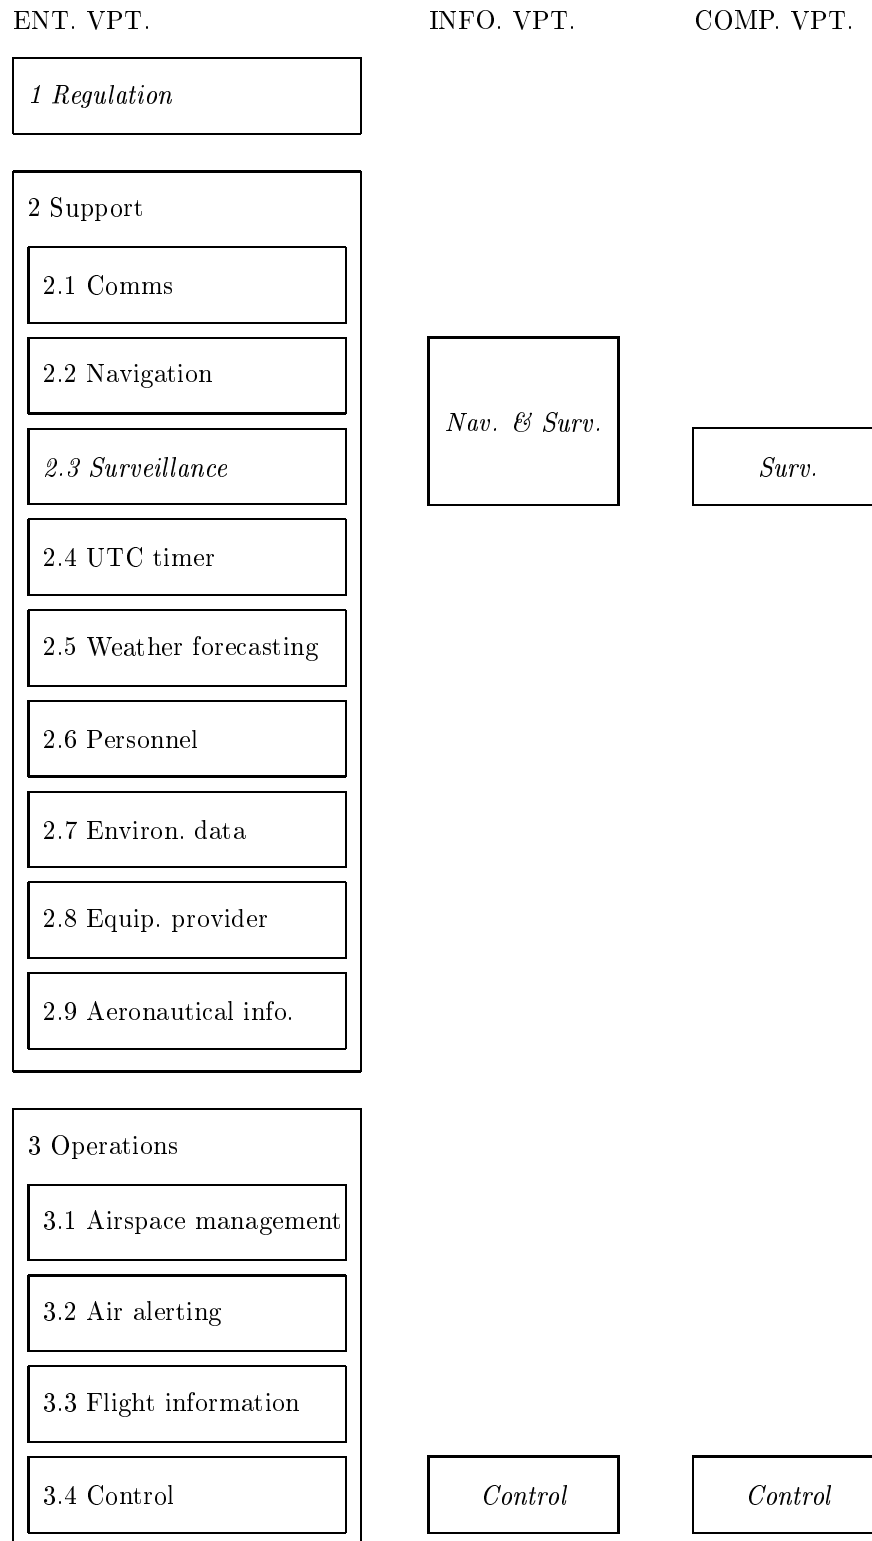 ENT. VPT. INFO. VPT. COMP. VPT.
1 Regulation
2 Support
2.1 Comms
2.2 Navigation
Nav. & Surv.
2.3 Surveillance Surv.
2.4 UTC timer
2.5 Weather forecasting
2.6 Personnel
2.7 Environ. data
2.8 Equip. provider
2.9 Aeronautical info.
3 Operations
3.1 Airspace management
3.2 Air alerting
3.3 Flight information
3.4 Control Control Control